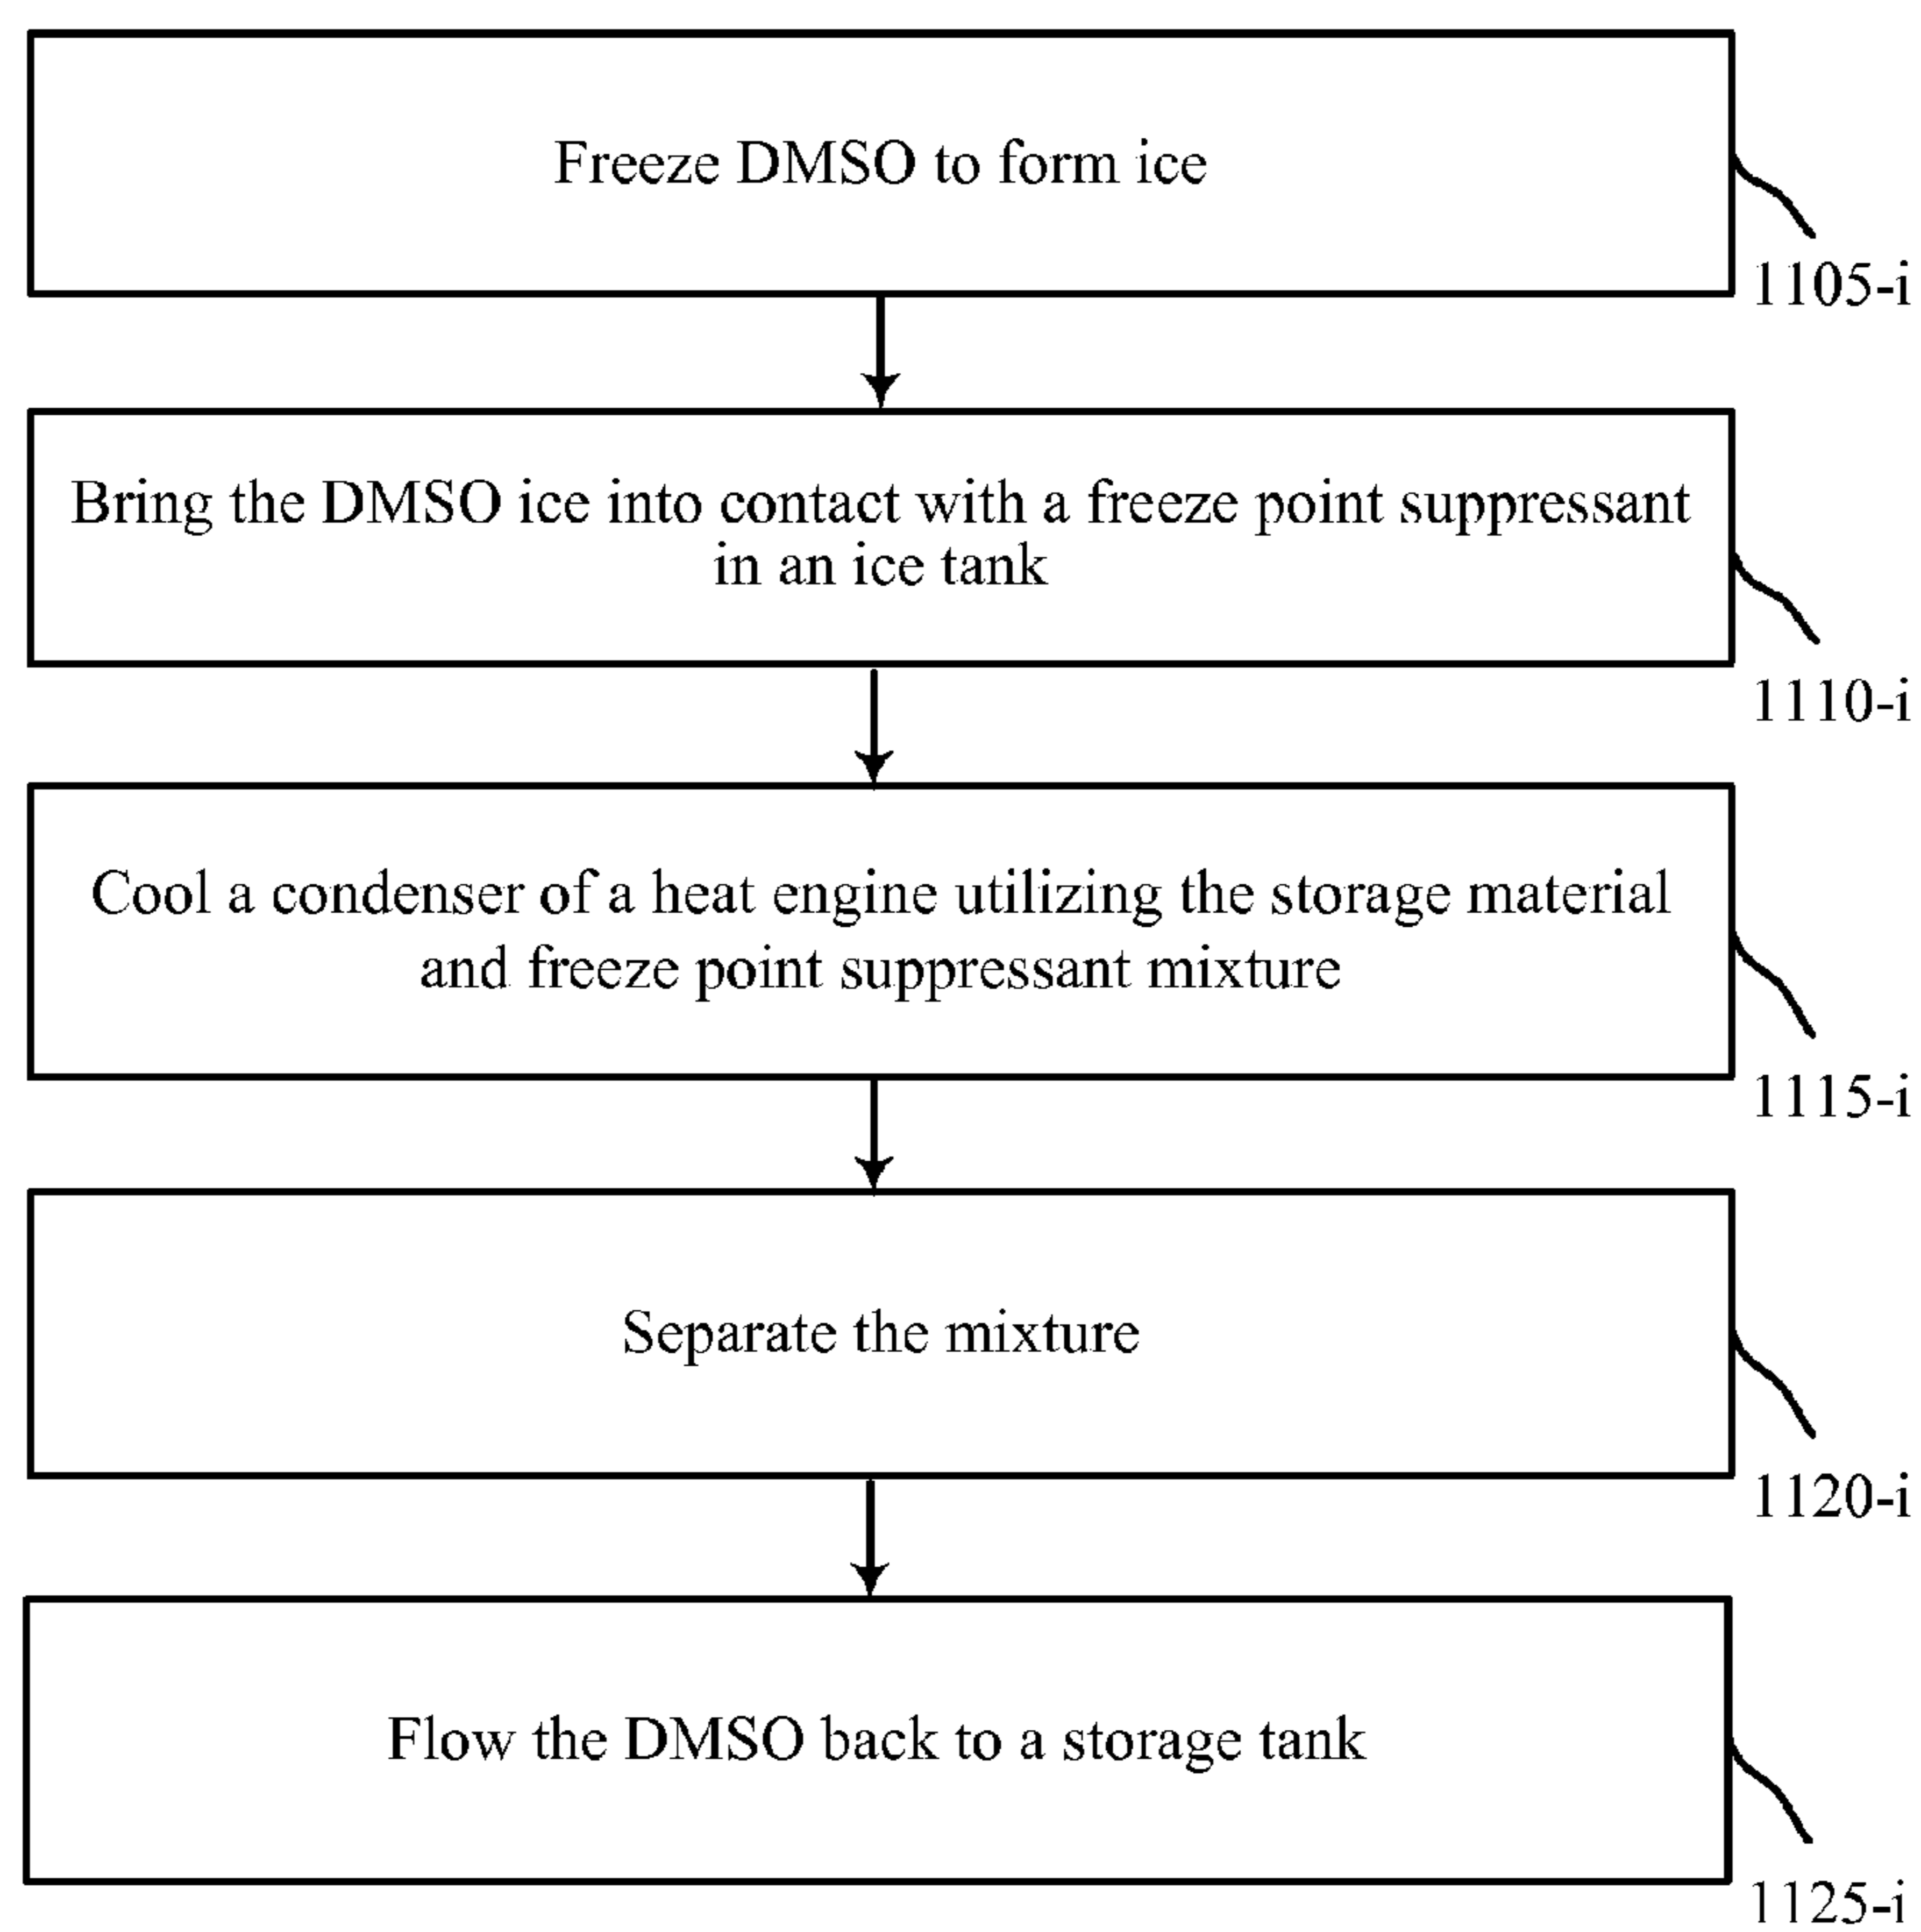 Freeze DMSO to form ice
1105-i
Bring the DMSO ice into contact with a freeze point suppressant
in an ice tank
1110-i
Cool a condenser of a heat engine utilizing the storage material
and freeze point suppressant mixture
1115-i
Separate the mixture
1120-i
Flow the DMSO back to a storage tank
1125-i